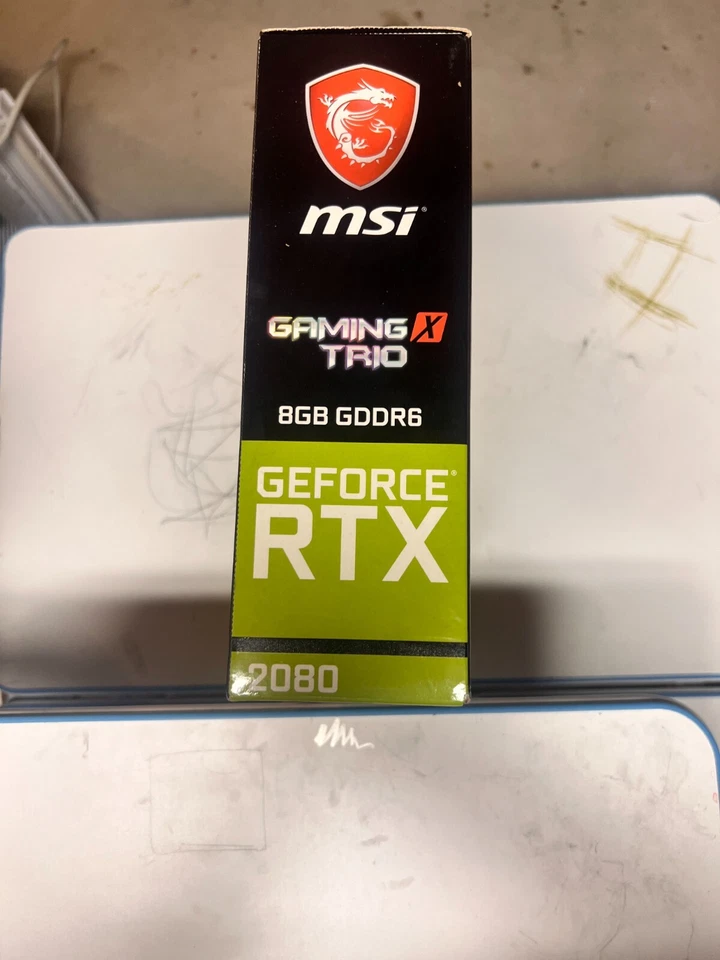 msi®
GAMING X
TRIO
8GB GDDR6
GEFORCE®
RTX
2080